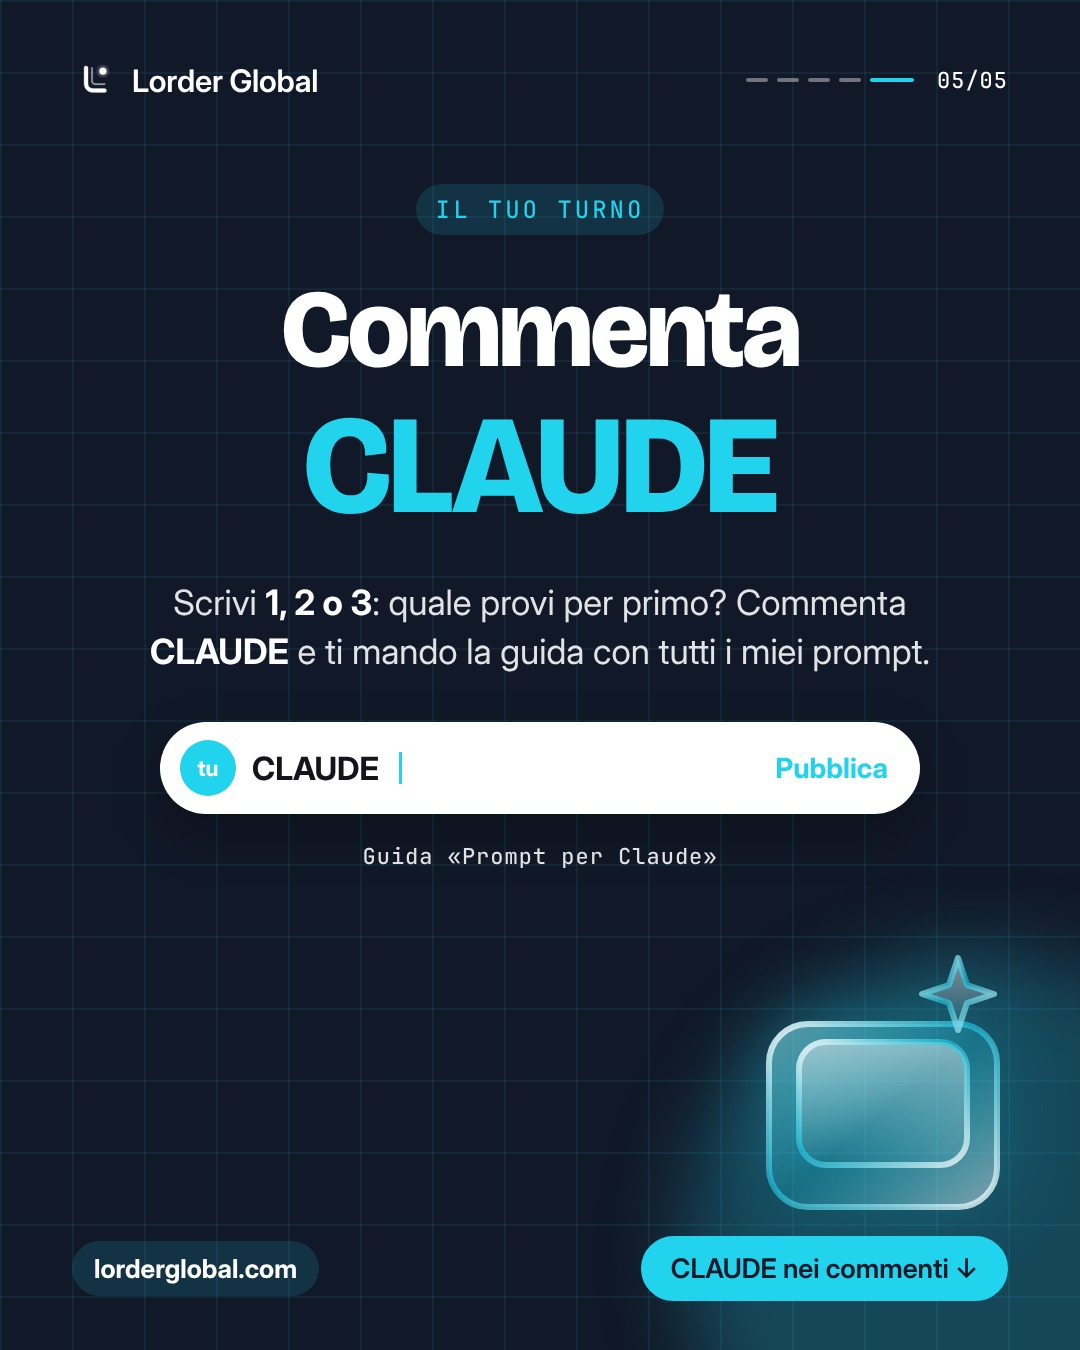 Lorder Global
05/05
IL TUO TURNO
Commenta
CLAUDE
Scrivi 1, 2 o 3: quale provi per primo? Commenta
CLAUDE e ti mando la guida con tutti i miei prompt.
tu CLAUDE Pubblica
Guida «Prompt per Claude»
lorderglobal.com
CLAUDE nei commenti ↓